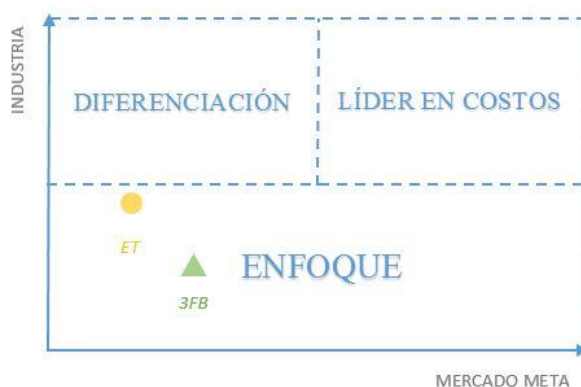 INDUSTRIA
DIFERENCIACIÓN
LÍDER EN COSTOS
ET
ENFOQUE
3FB
MERCADO META